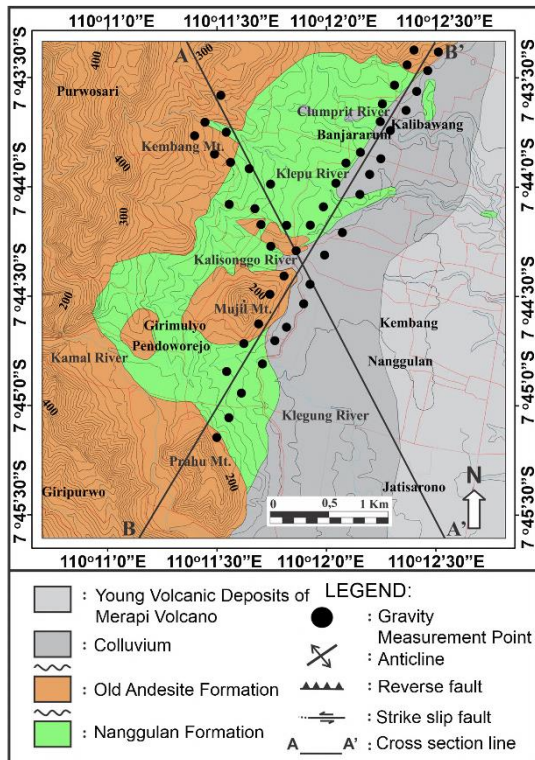 110°11'0"E 110°11'30"E 110°12'0"E 110°12'30"E
7°43'30"S 7°43'30"S
7°44'0"S 7°44'0"S
7°44'30"S 7°44'30"S
7°45'0"S 7°45'0"S
7°45'30"S 7°45'30"S
A 300 B'
400
Purwosari
Clumprit River
Banjararum Kalibawang
Kembang Mt.
400 Klepu River
300
Kalisonggo River
200
200
Mujil Mt.
Girimulyo Kembang
Pendoworejo
Kamal River Nanggulan
400
Klegung River
Prahu Mt.
200
Giripurwo Jatisarono
N
0 0,5 1 Km
B A'
110°11'0"E 110°11'30"E 110°12'0"E 110°12'30"E
LEGEND:
: Young Volcanic Deposits of
Merapi Volcano
: Colluvium
: Old Andesite Formation
: Nanggulan Formation
: Gravity
Measurement Point
: Anticline
: Reverse fault
: Strike slip fault
A A' : Cross section line